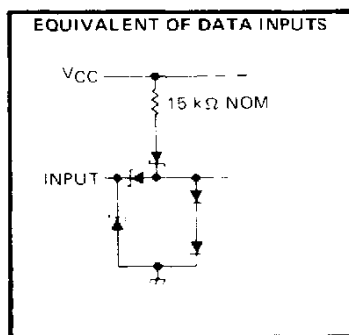 EQUIVALENT OF DATA INPUTS
VCC
15 kΩ NOM
INPUT